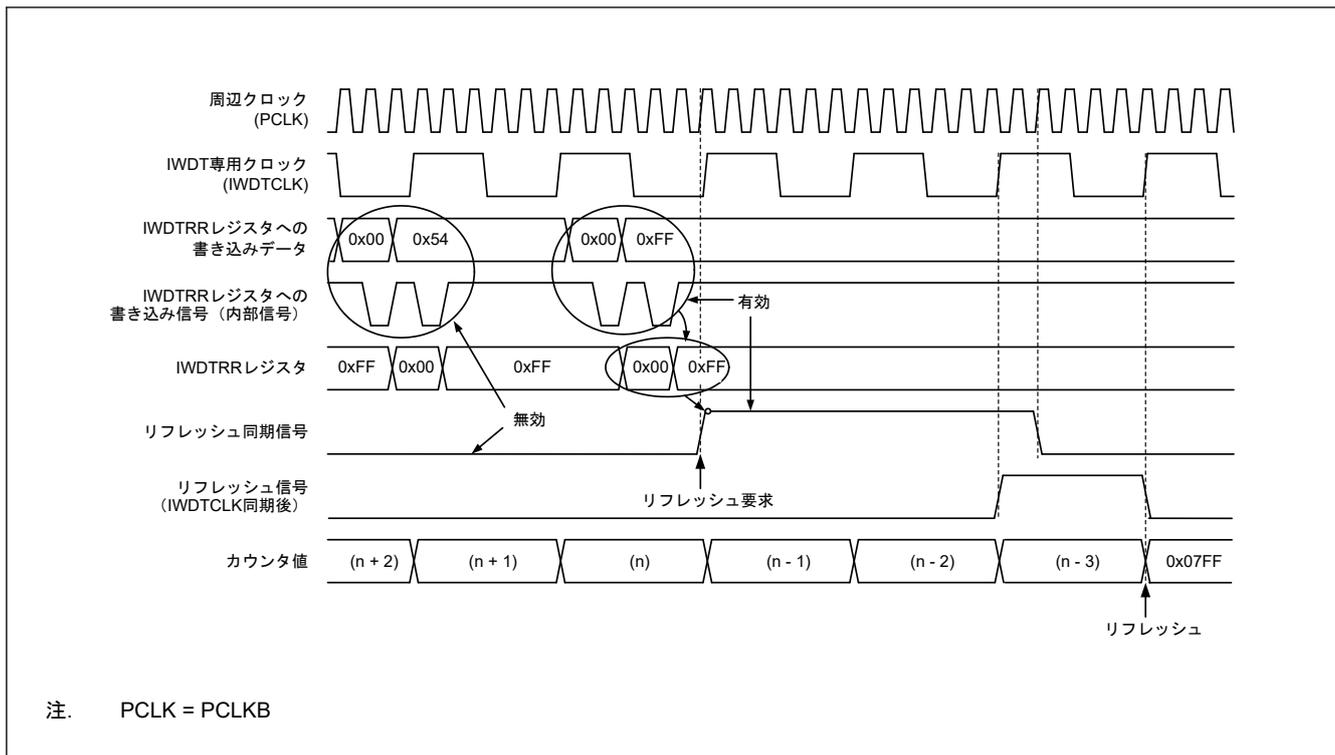 周辺クロック
(PCLK)
IWDT専用クロック
(IWDTCLK)
IWDTRRレジスタへの
書き込みデータ
0x00
0x54
0x00
0xFF
IWDTRRレジスタへの
書き込み信号（内部信号）
有効
IWDTRRレジスタ
0xFF
0x00
0xFF
0x00
0xFF
無効
リフレッシュ同期信号
リフレッシュ要求
リフレッシュ信号
（IWDTCLK同期後）
カウンタ値
(n + 2)
(n + 1)
(n)
(n - 1)
(n - 2)
(n - 3)
0x07FF
リフレッシュ
注. PCLK = PCLKB